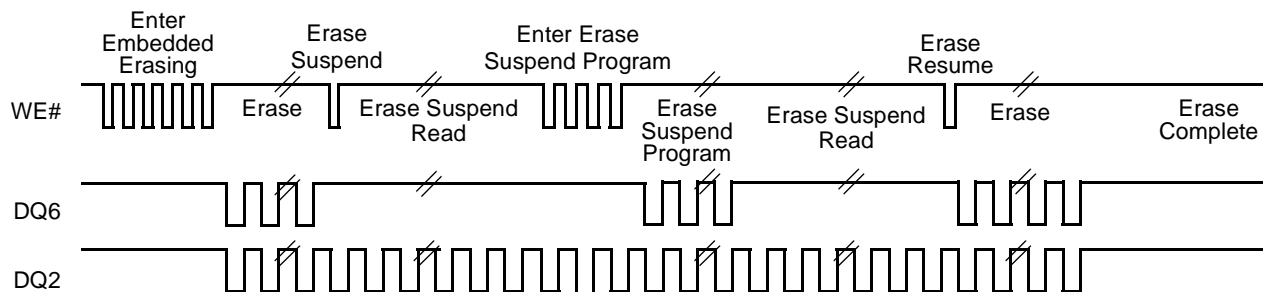 Enter
Embedded
Erasing
Erase
Suspend
Enter Erase
Suspend Program
Erase
Resume
WE#
Erase
Erase Suspend
Read
Erase
Suspend
Program
Erase Suspend
Read
Erase
Erase
Complete
DQ6
DQ2